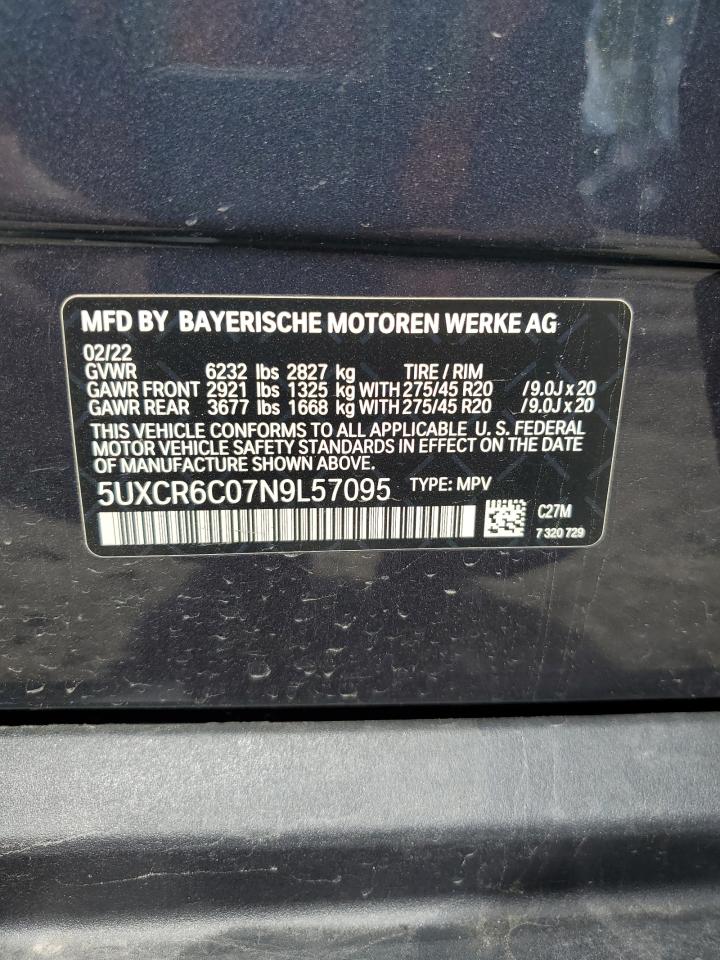 MFD BY BAYERISCHE MOTOREN WERKE AG
02/22
GVWR 6232 lbs 2827 kg TIRE / RIM
GAWR FRONT 2921 lbs 1325 kg WITH 275/45 R20 / 9.0J x 20
GAWR REAR 3677 lbs 1668 kg WITH 275/45 R20 / 9.0J x 20
THIS VEHICLE CONFORMS TO ALL APPLICABLE U. S. FEDERAL
MOTOR VEHICLE SAFETY STANDARDS IN EFFECT ON THE DATE
OF MANUFACTURE SHOWN ABOVE.
5UXCR6C07N9L57095 TYPE: MPV
C27M
7 320 729